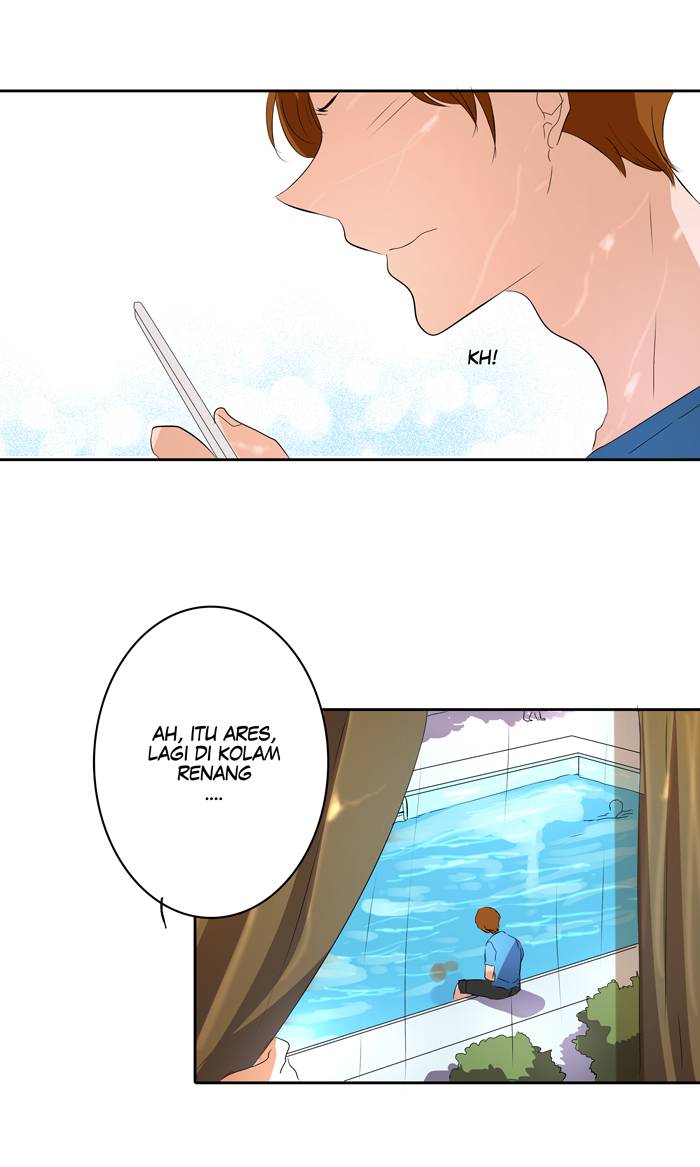 KH!
AH, ITU ARES,
LAGI DI KOLAM
RENANG
....